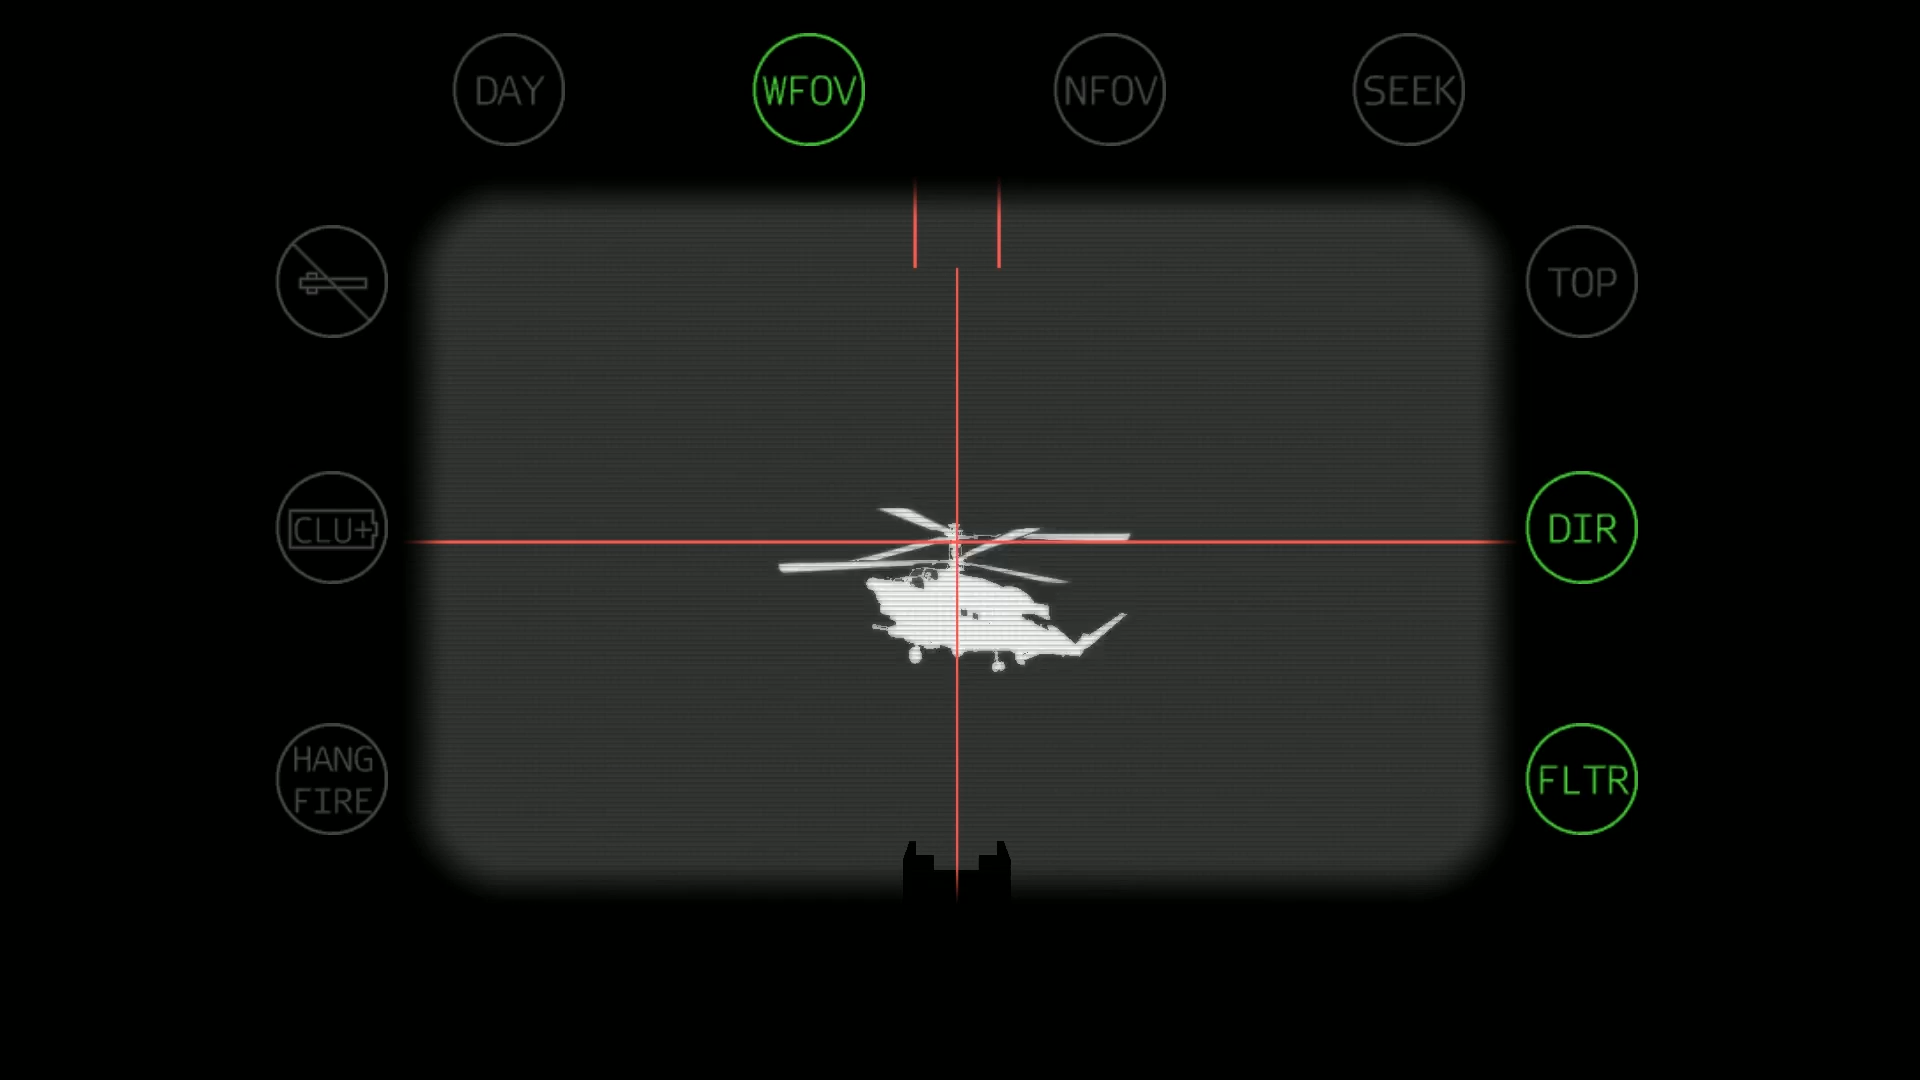 DAY
WFOV
NFOV
SEEK
TOP
CLU+
DIR
HANG
FIRE
FLTR